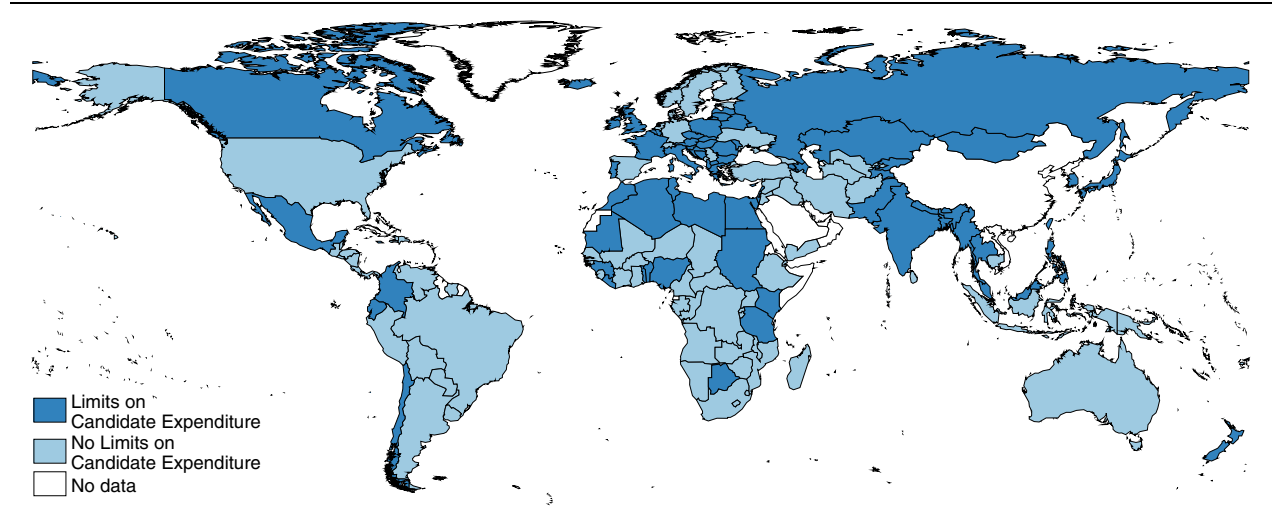 Limits on
Candidate Expenditure
No Limits on
Candidate Expenditure
No data